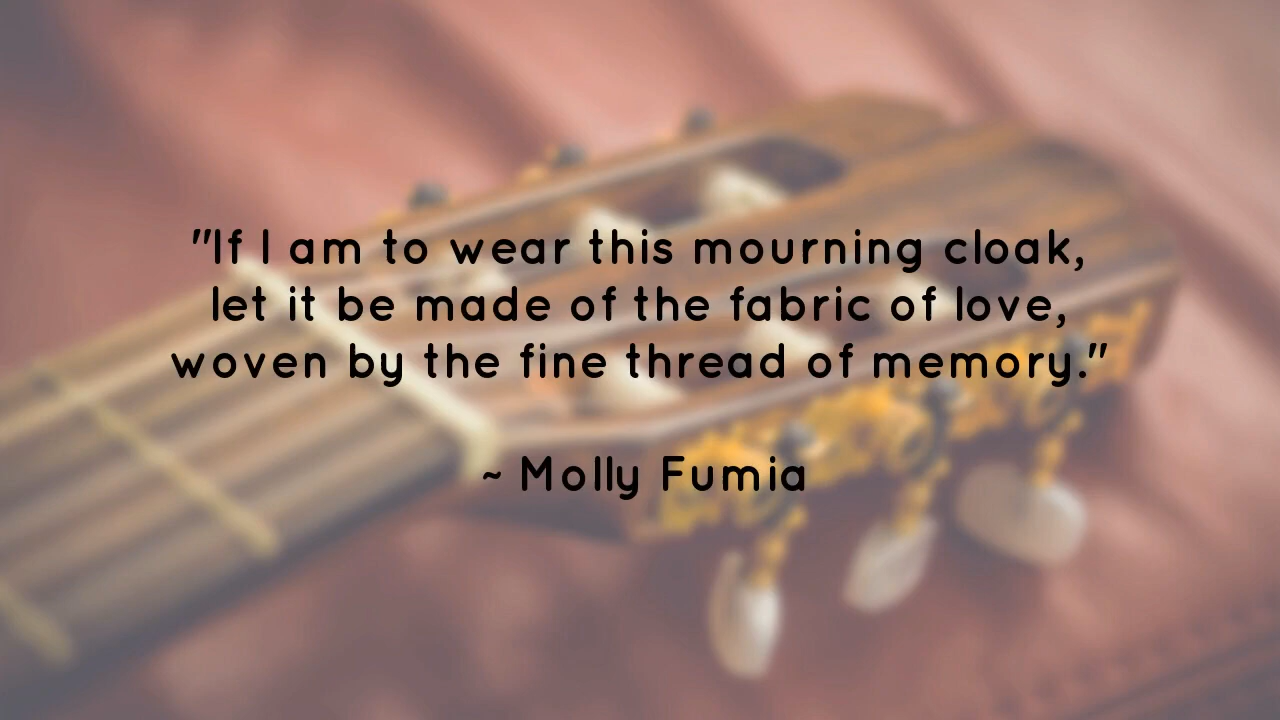 "If I am to wear this mourning cloak,
let it be made of the fabric of love,
woven by the fine thread of memory."
~ Molly Fumia